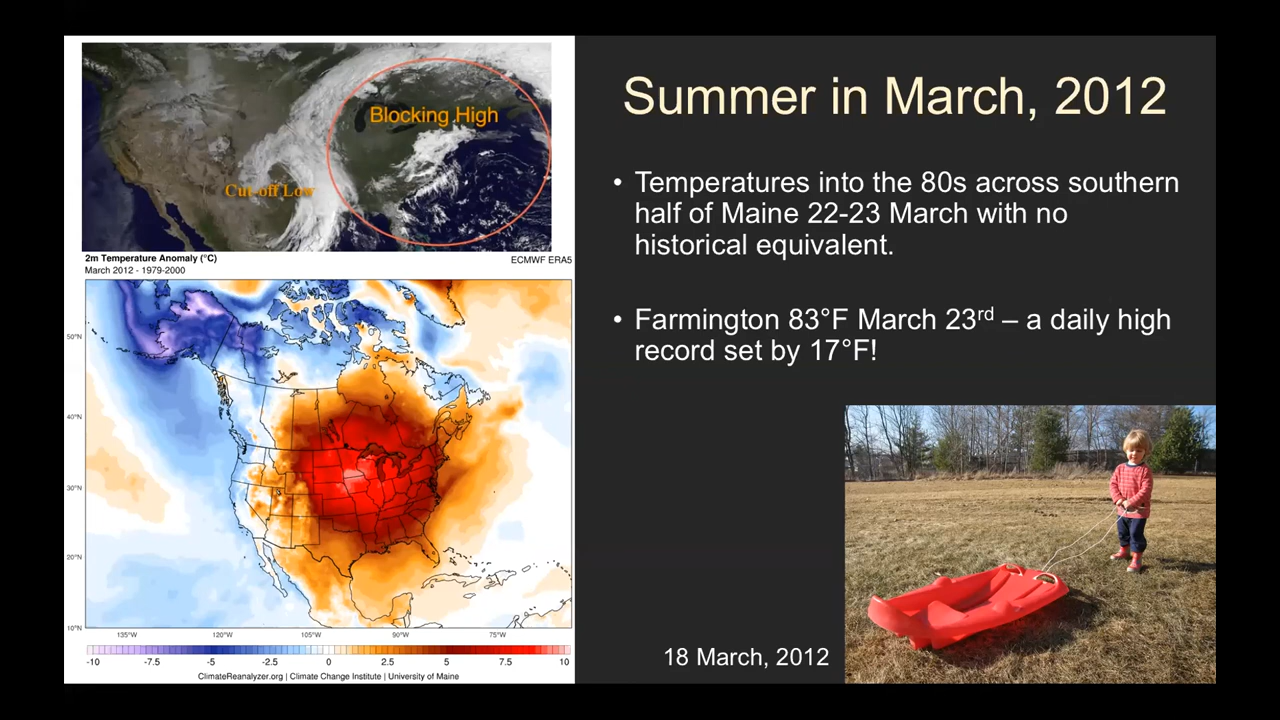 Blocking High
Cut-off Low
2m Temperature Anomaly (°C)
March 2012 - 1979-2000
ECMWF ERA5
50°N
40°N
30°N
20°N
10°N
135°W 120°W 105°W 90°W 75°W
-10 -7.5 -5 -2.5 0 2.5 5 7.5 10
ClimateReanalyzer.org | Climate Change Institute | University of Maine
Summer in March, 2012
• Temperatures into the 80s across southern
half of Maine 22-23 March with no
historical equivalent.
• Farmington 83°F March 23rd – a daily high
record set by 17°F!
18 March, 2012